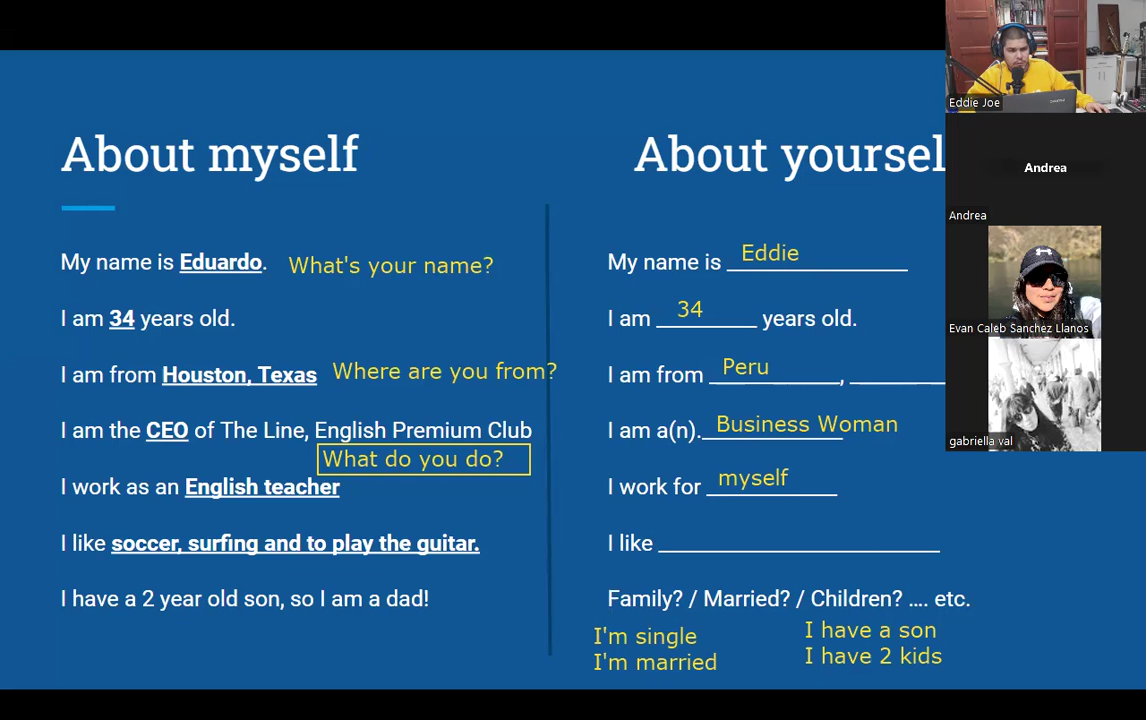 About myself
My name is Eduardo. What's your name?
I am 34 years old.
I am from Houston, Texas Where are you from?
I am the CEO of The Line, English Premium Club
What do you do?
I work as an English teacher
I like soccer, surfing and to play the guitar.
I have a 2 year old son, so I am a dad!
About yoursel
My name is Eddie
I am 34 years old.
I am from Peru ,
I am a(n). Business Woman
I work for myself
I like
Family? / Married? / Children? .... etc.
I'm single
I'm married
I have a son
I have 2 kids
Eddie Joe
Andrea
Andrea
Evan Caleb Sanchez Llanos
gabriella val